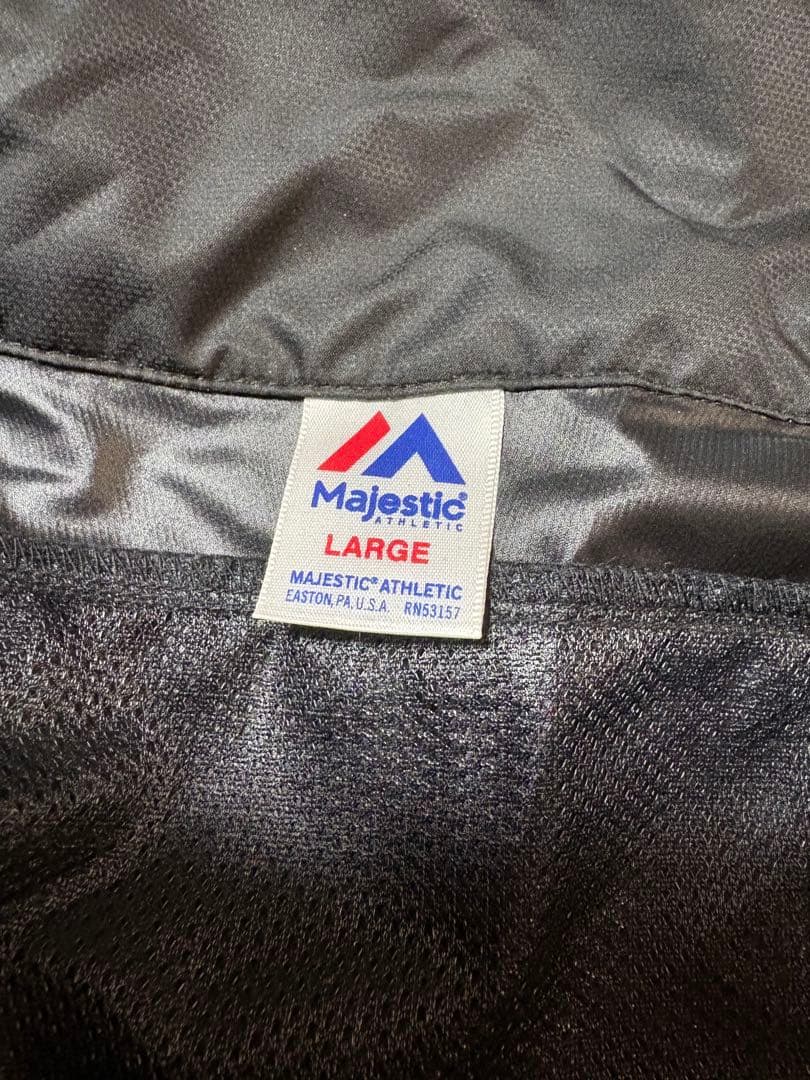 Majestic®
ATHLETIC
LARGE
MAJESTIC® ATHLETIC
EASTON, PA, U.S.A. RN53157